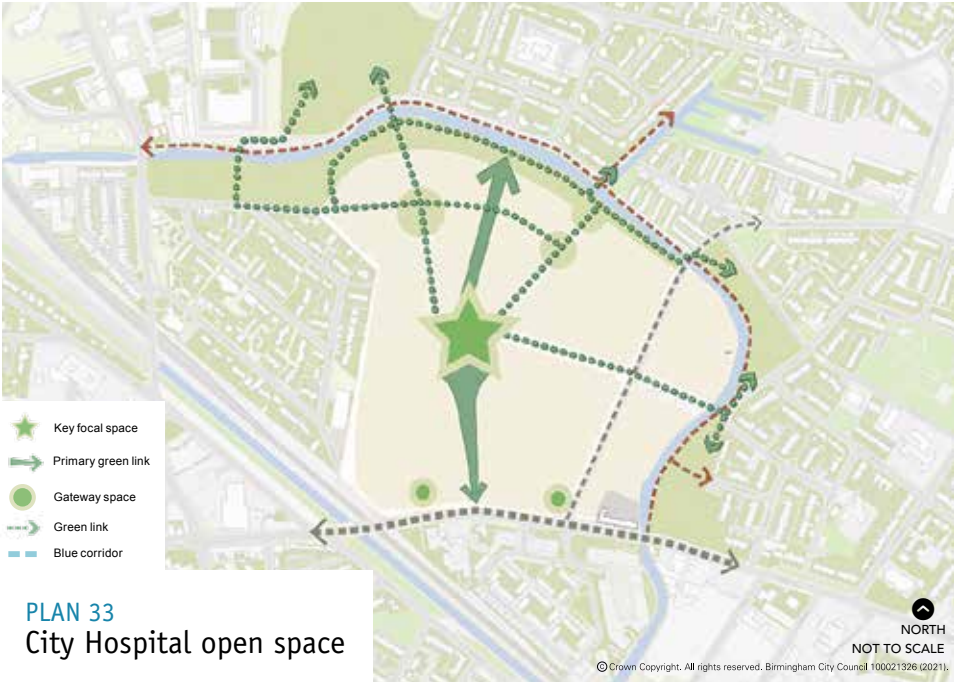 Key focal space
Primary green link
Gateway space
Green link
Blue corridor
PLAN 33
City Hospital open space
NORTH
NOT TO SCALE
© Crown Copyright. All rights reserved. Birmingham City Council 100021326 (2021).